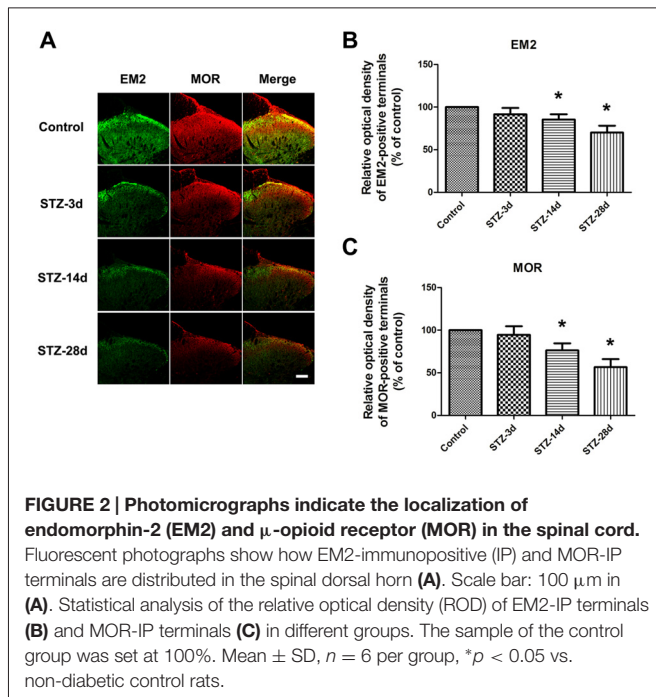 A
EM2 MOR Merge
Control
STZ-3d
STZ-14d
STZ-28d
B
EM2
Relative optical density
of EM2-positive terminals
(% of control)
150
100
50
0
* *
Control STZ-3d STZ-14d STZ-28d
C
MOR
Relative optical density
of MOR-positive terminals
(% of control)
150
100
50
0
* *
Control STZ-3d STZ-14d STZ-28d
FIGURE 2 | Photomicrographs indicate the localization of
endomorphin-2 (EM2) and μ-opioid receptor (MOR) in the spinal cord.
Fluorescent photographs show how EM2-immunopositive (IP) and MOR-IP
terminals are distributed in the spinal dorsal horn (A). Scale bar: 100 μm in
(A). Statistical analysis of the relative optical density (ROD) of EM2-IP terminals
(B) and MOR-IP terminals (C) in different groups. The sample of the control
group was set at 100%. Mean ± SD, n = 6 per group, *p < 0.05 vs.
non-diabetic control rats.